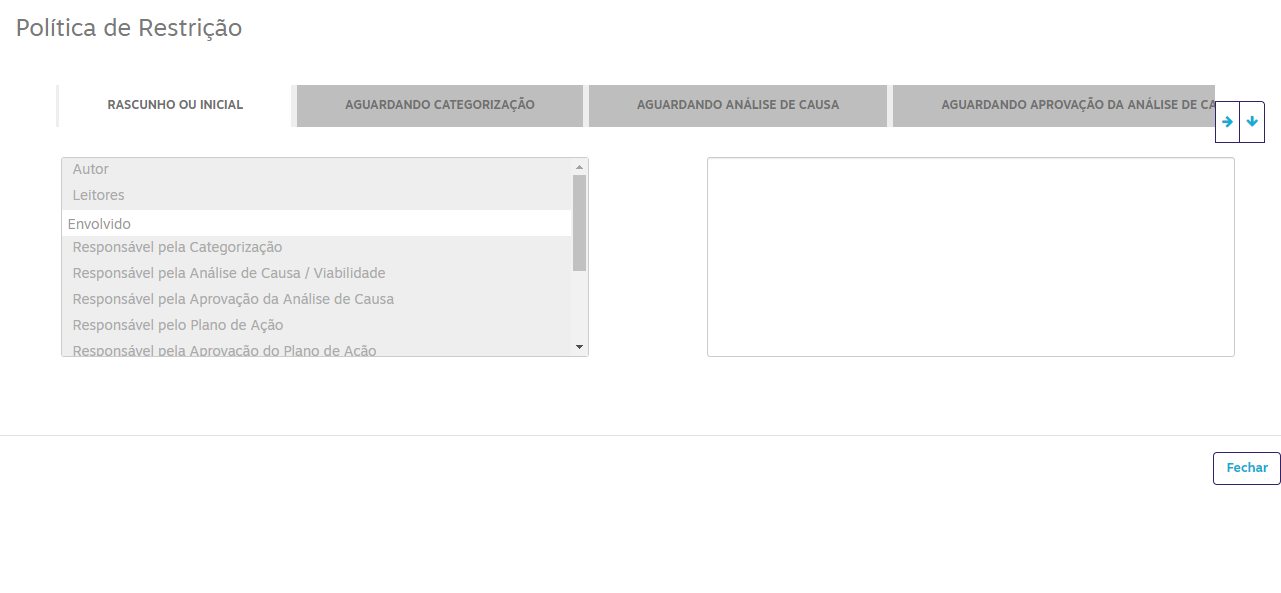 Política de Restrição
RASCUNHO OU INICIAL
AGUARDANDO CATEGORIZAÇÃO
AGUARDANDO ANÁLISE DE CAUSA
AGUARDANDO APROVAÇÃO DA ANÁLISE DE CA
Autor
Leitores
Envolvido
Responsável pela Categorização
Responsável pela Análise de Causa / Viabilidade
Responsável pela Aprovação da Análise de Causa
Responsável pelo Plano de Ação
Responsável pela Aprovação do Plano de Ação
Fechar